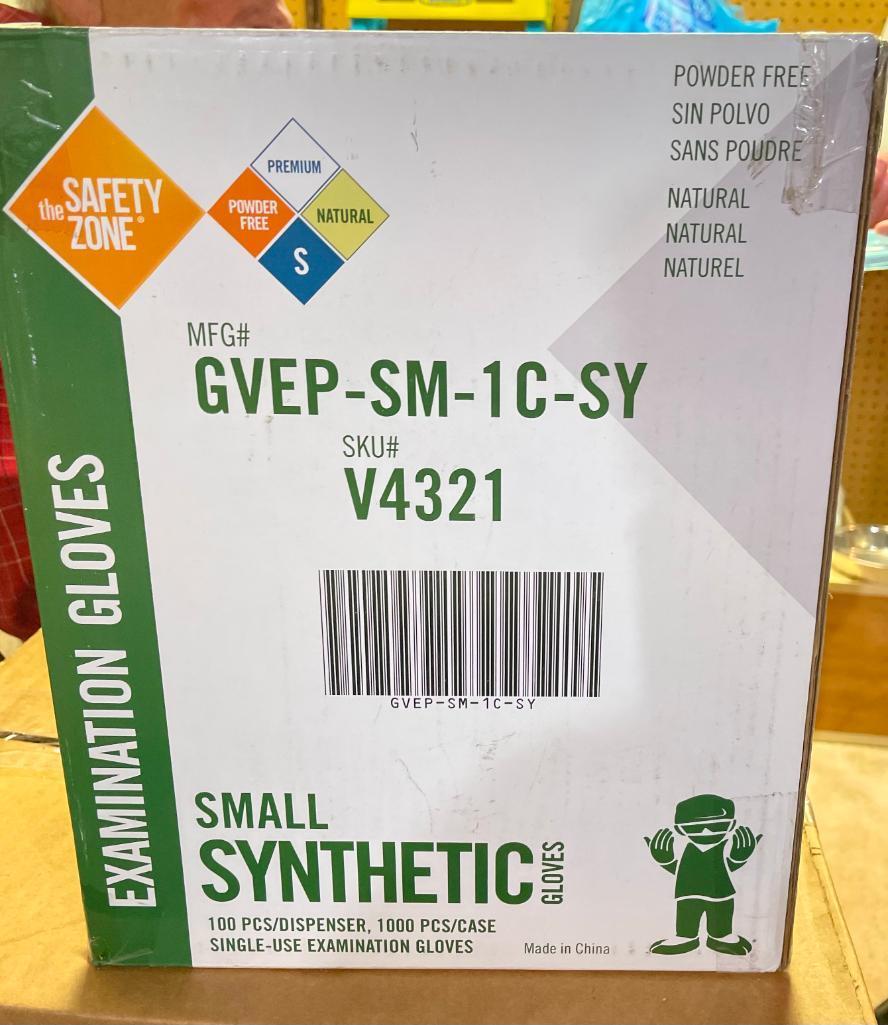 the SAFETY
ZONE®
PREMIUM
POWDER
FREE
NATURAL
S
POWDER FREE
SIN POLVO
SANS POUDRE
NATURAL
NATURAL
NATUREL
MFG#
GVEP-SM-1C-SY
SKU#
V4321
GVEP-SM-1C-SY
EXAMINATION GLOVES
SMALL
SYNTHETIC GLOVES
100 PCS/DISPENSER, 1000 PCS/CASE
SINGLE-USE EXAMINATION GLOVES
Made in China